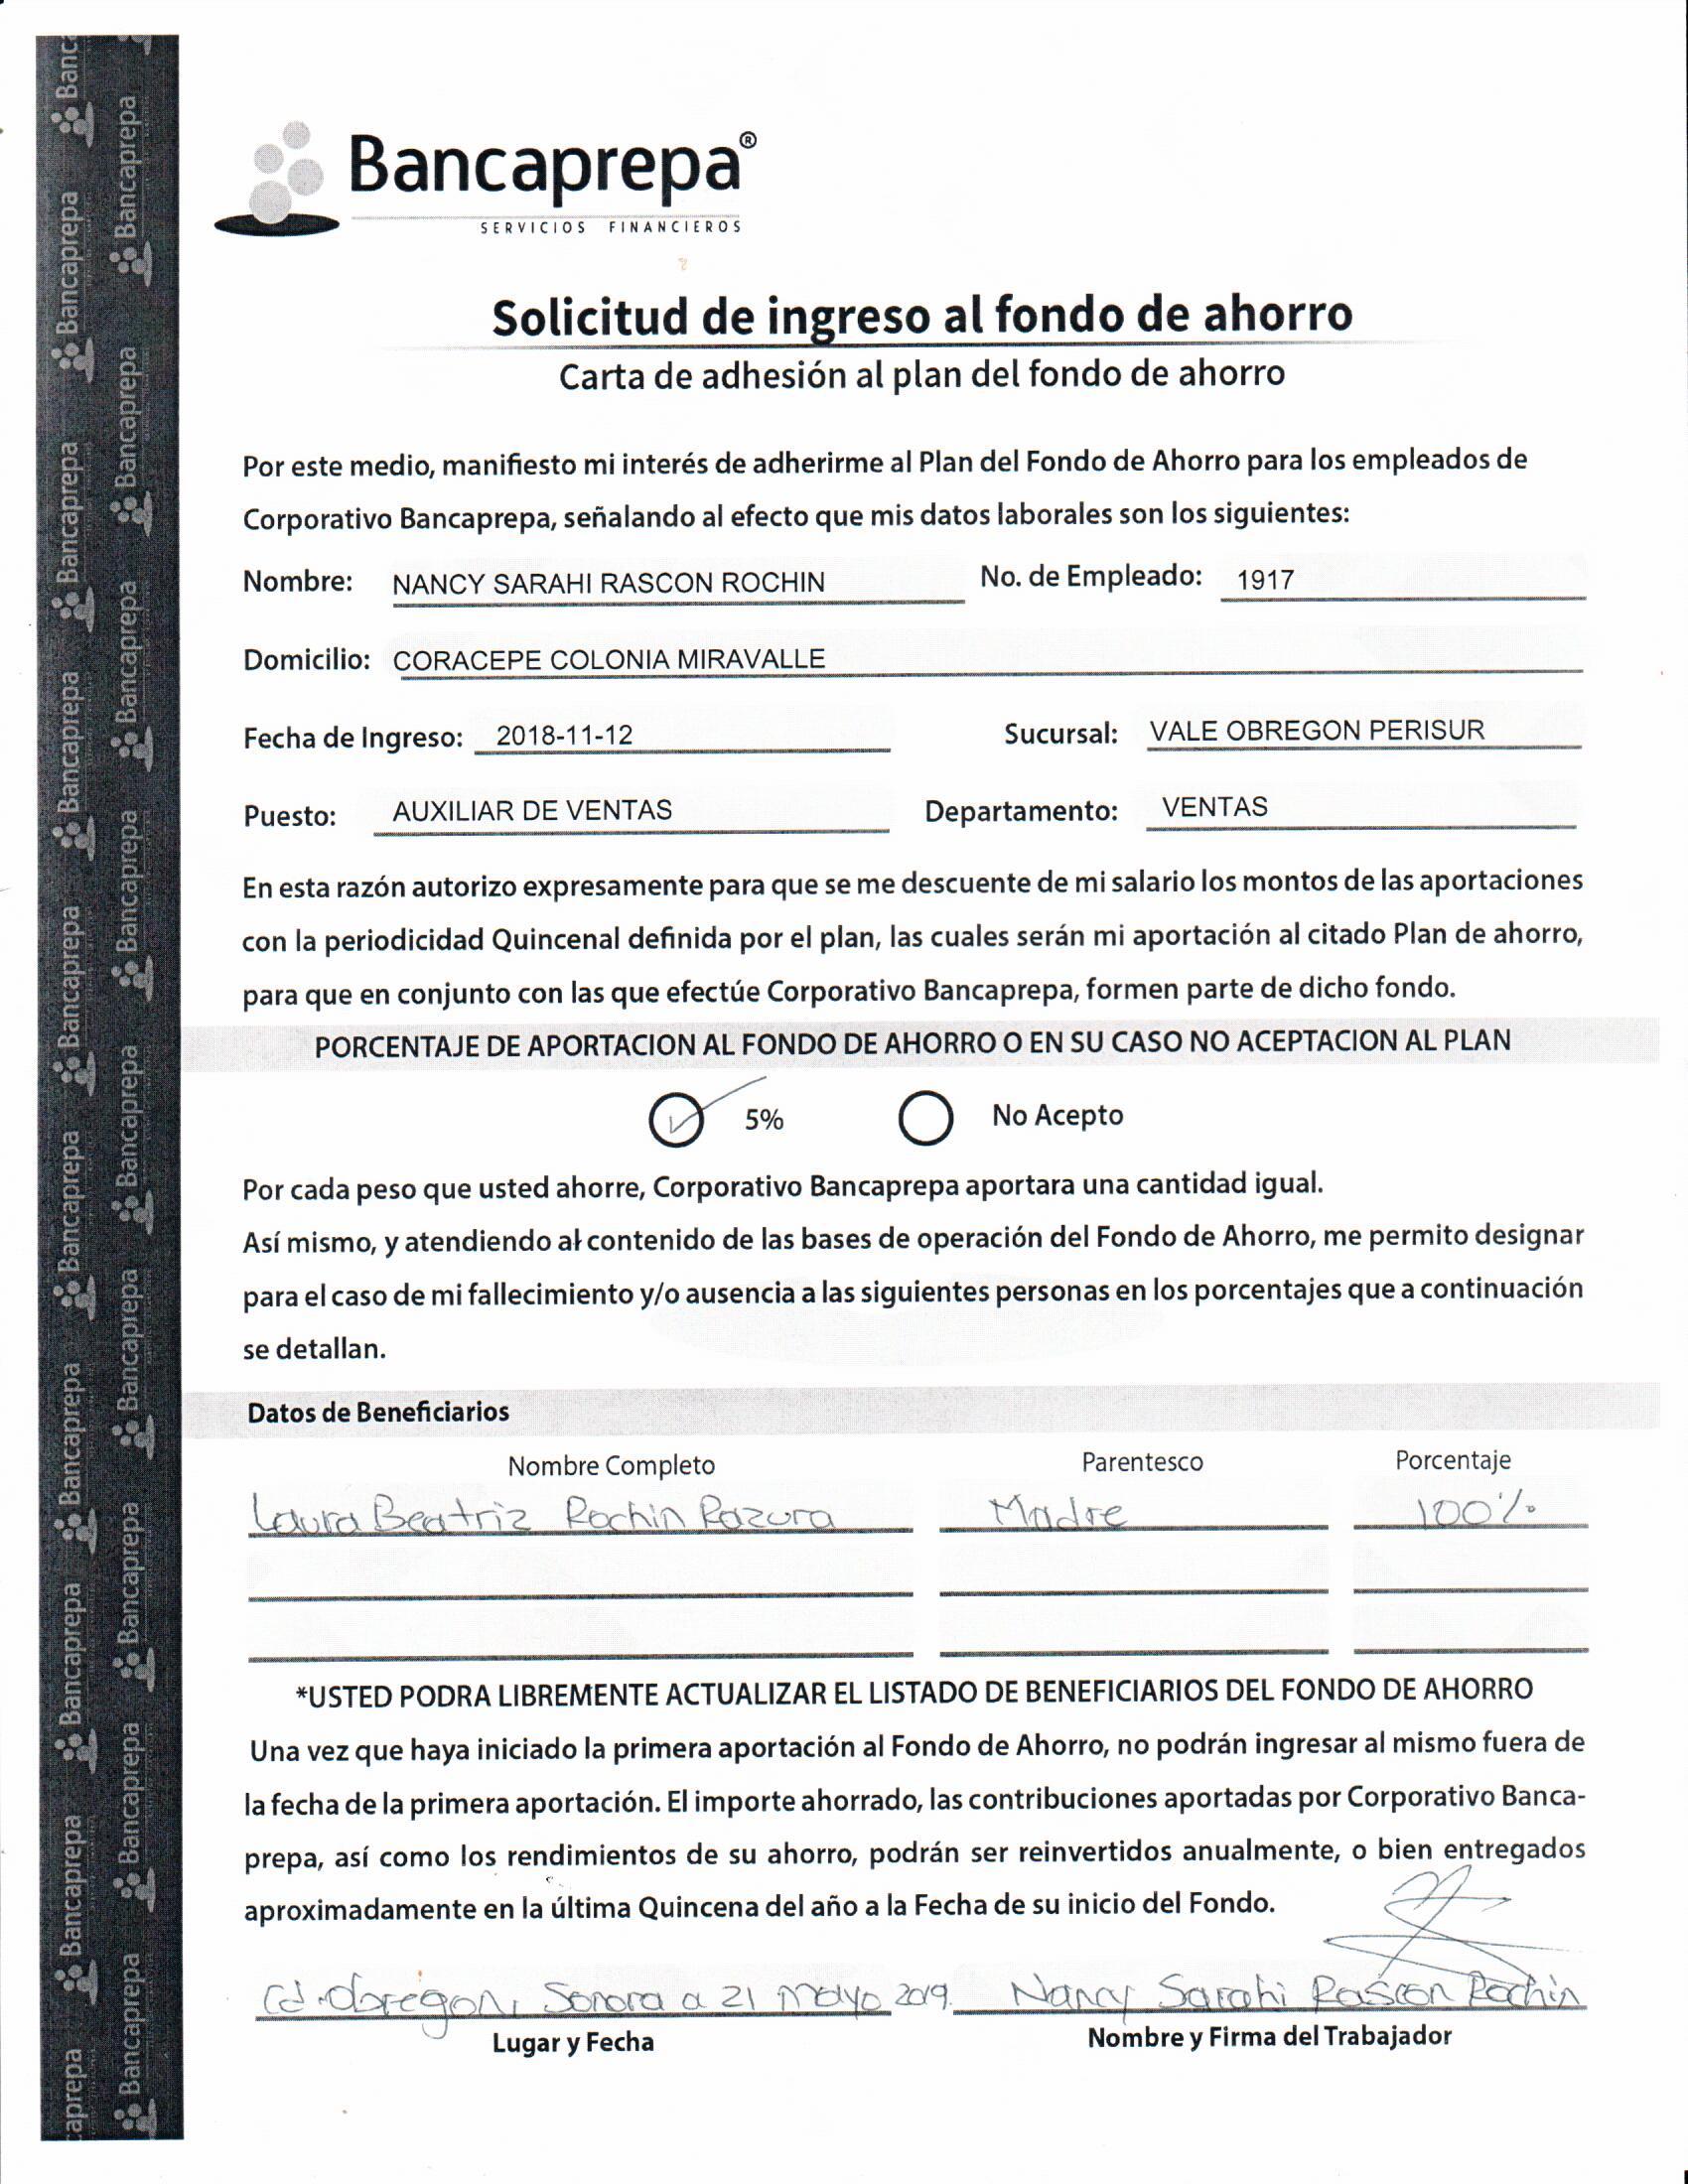 Bancaprepa®
SERVICIOS FINANCIEROS
Solicitud de ingreso al fondo de ahorro
Carta de adhesión al plan del fondo de ahorro
Por este medio, manifiesto mi interés de adherirme al Plan del Fondo de Ahorro para los empleados de
Corporativo Bancaprepa, señalando al efecto que mis datos laborales son los siguientes:
Nombre: NANCY SARAHI RASCON ROCHIN No. de Empleado: 1917
Domicilio: CORACEPE COLONIA MIRAVALLE
Fecha de Ingreso: 2018-11-12 Sucursal: VALE OBREGON PERISUR
Puesto: AUXILIAR DE VENTAS Departamento: VENTAS
En esta razón autorizo expresamente para que se me descuente de mi salario los montos de las aportaciones
con la periodicidad Quincenal definida por el plan, las cuales serán mi aportación al citado Plan de ahorro,
para que en conjunto con las que efectúe Corporativo Bancaprepa, formen parte de dicho fondo.
PORCENTAJE DE APORTACION AL FONDO DE AHORRO O EN SU CASO NO ACEPTACION AL PLAN
5% No Acepto
Por cada peso que usted ahorre, Corporativo Bancaprepa aportara una cantidad igual.
Así mismo, y atendiendo al contenido de las bases de operación del Fondo de Ahorro, me permito designar
para el caso de mi fallecimiento y/o ausencia a las siguientes personas en los porcentajes que a continuación
se detallan.
Datos de Beneficiarios
Nombre Completo Parentesco Porcentaje
Laura Beatriz Rochin Razura Madre 100%
*USTED PODRA LIBREMENTE ACTUALIZAR EL LISTADO DE BENEFICIARIOS DEL FONDO DE AHORRO
Una vez que haya iniciado la primera aportación al Fondo de Ahorro, no podrán ingresar al mismo fuera de
la fecha de la primera aportación. El importe ahorrado, las contribuciones aportadas por Corporativo Banca-
prepa, así como los rendimientos de su ahorro, podrán ser reinvertidos anualmente, o bien entregados
aproximadamente en la última Quincena del año a la Fecha de su inicio del Fondo.
Cd. Obregon, Sonora a 21 Mayo 2019. Nancy Sarahi Rascon Rochin
Lugar y Fecha Nombre y Firma del Trabajador